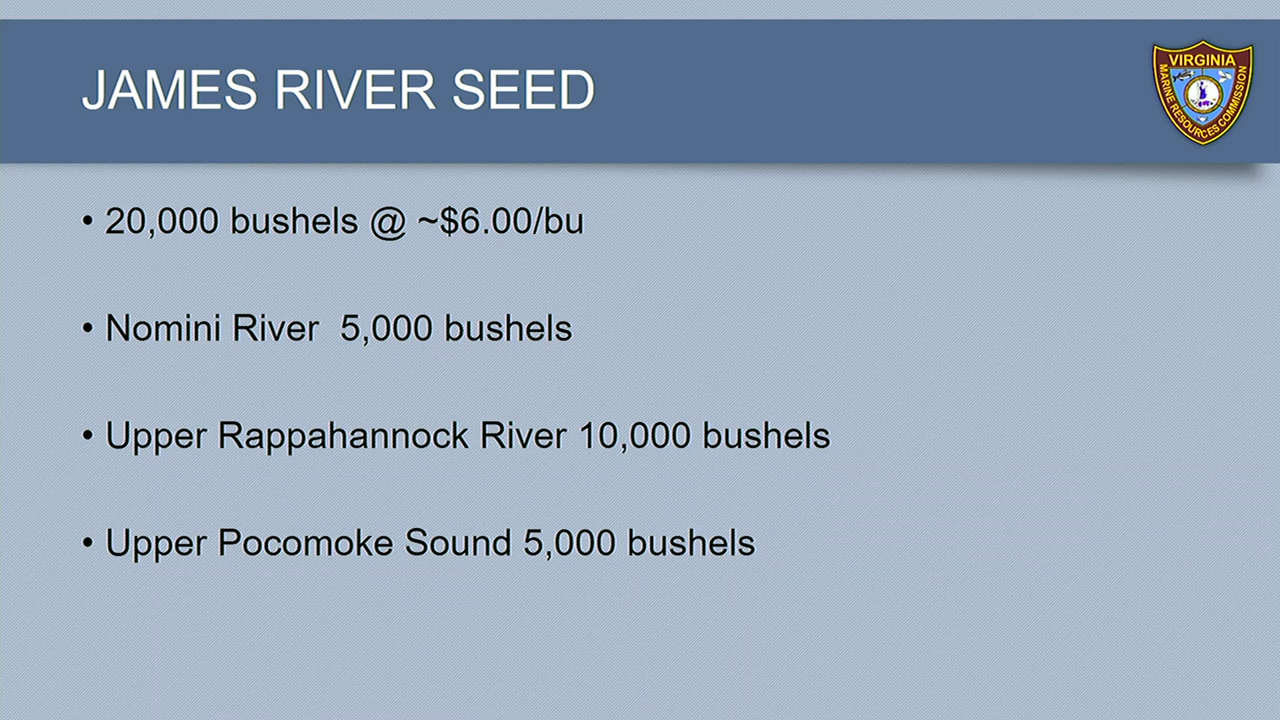 JAMES RIVER SEED
VIRGINIA
MARINE RESOURCES COMMISSION
• 20,000 bushels @ ~$6.00/bu
• Nomini River  5,000 bushels
• Upper Rappahannock River 10,000 bushels
• Upper Pocomoke Sound 5,000 bushels